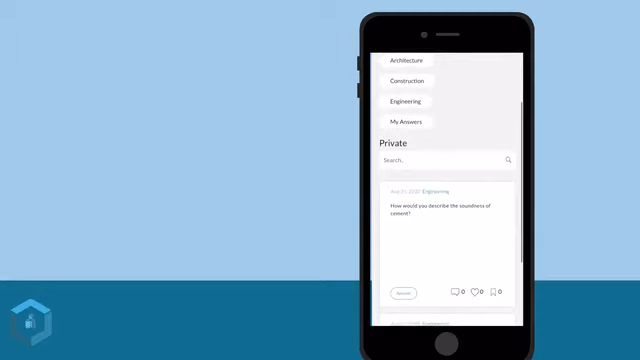 Architecture
Construction
Engineering
My Answers
Private
Search,
Aug 21, 2020 Engineering
How would you describe the soundness of
cement?
Answer
0 0 0
Engineering